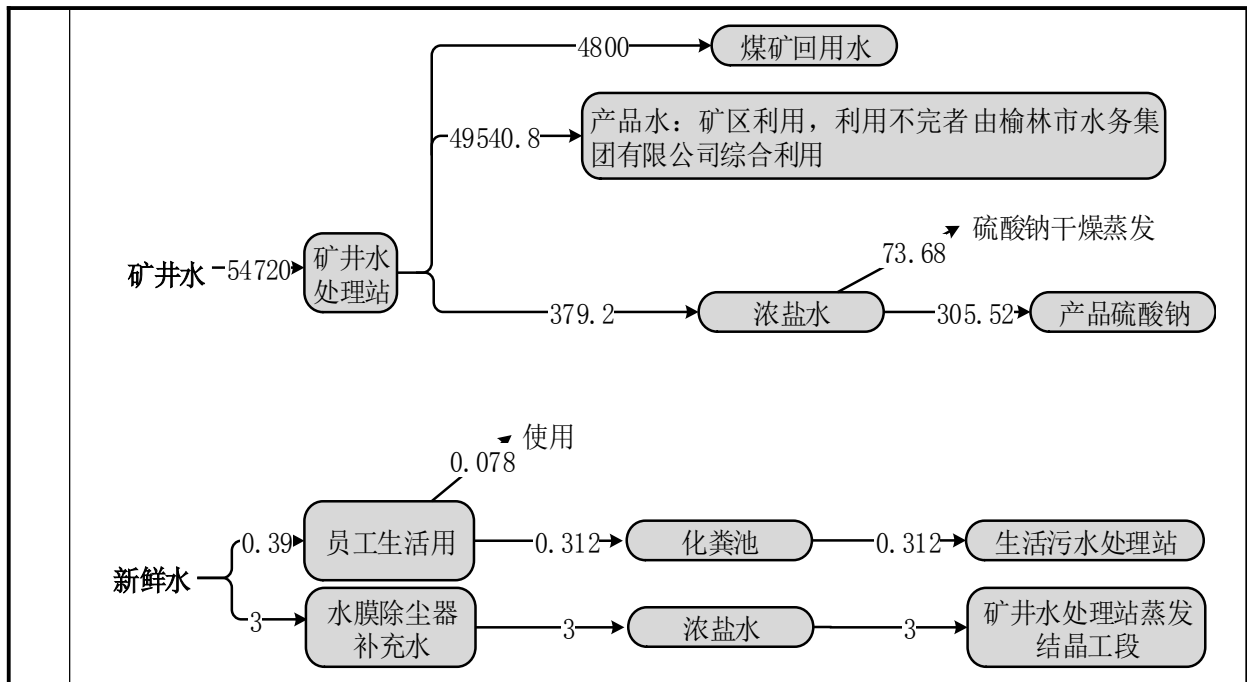 4800
煤矿回用水
49540.8
产品水：矿区利用，利用不完者由榆林市水务集
团有限公司综合利用
矿井水
54720
矿井水
处理站
硫酸钠干燥蒸发
73.68
379.2
浓盐水
305.52
产品硫酸钠
使用
0.078
新鲜水
0.39
员工生活用
0.312
化粪池
0.312
生活污水处理站
3
水膜除尘器
补充水
3
浓盐水
3
矿井水处理站蒸发
结晶工段